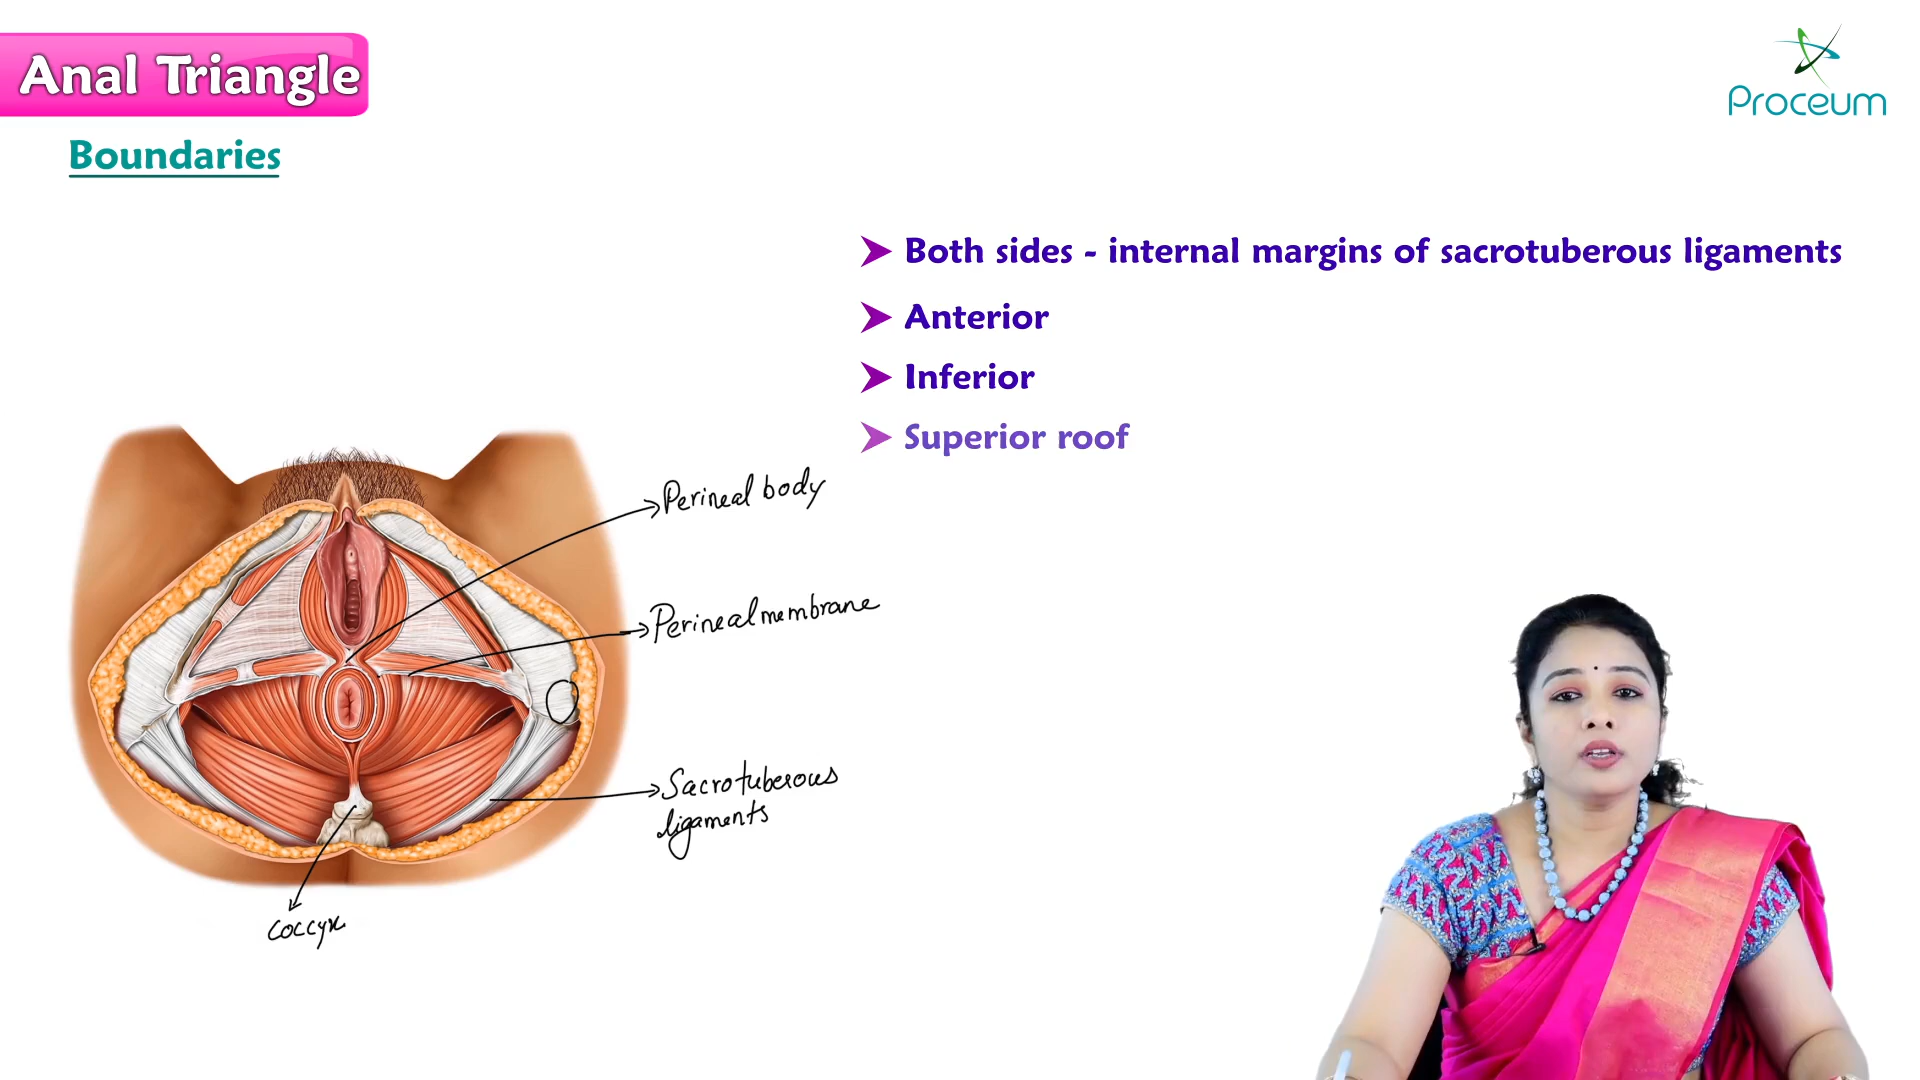 Anal Triangle
Proceum
Boundaries
Both sides - internal margins of sacrotuberous ligaments
Anterior
Inferior
Superior roof
Perineal body
Perineal membrane
Sacrotuberous
ligaments
coccyx